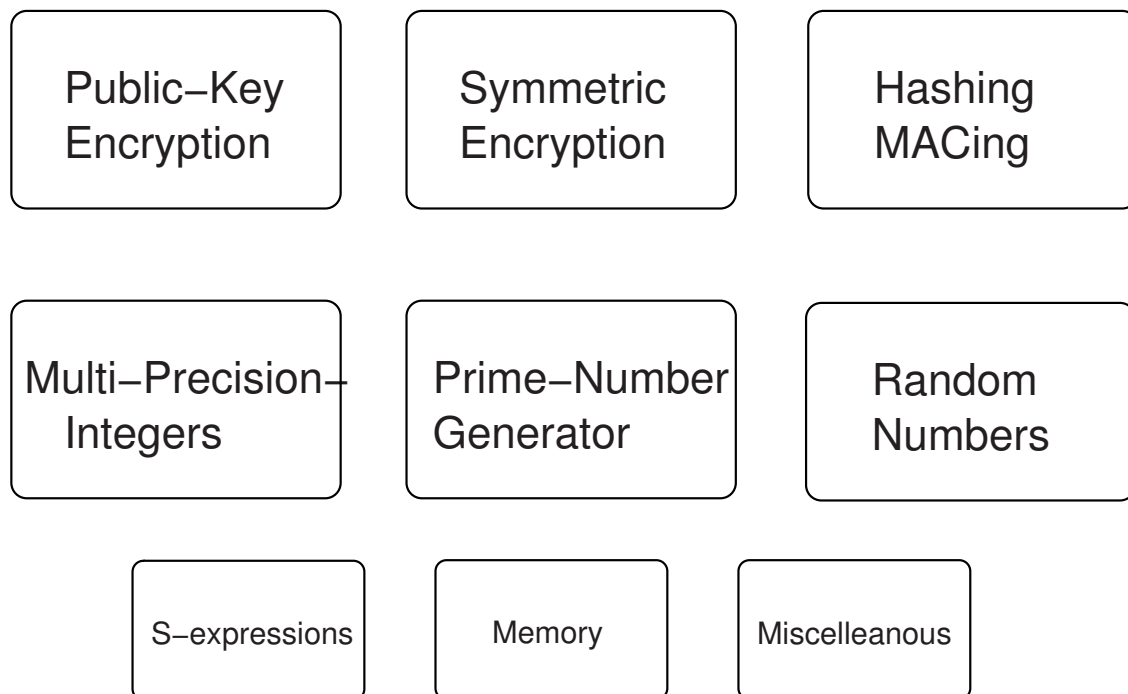 Public–Key
Encryption
Symmetric
Encryption
Hashing
MACing
Multi–Precision–
Integers
Prime–Number
Generator
Random
Numbers
S–expressions
Memory
Miscelleanous